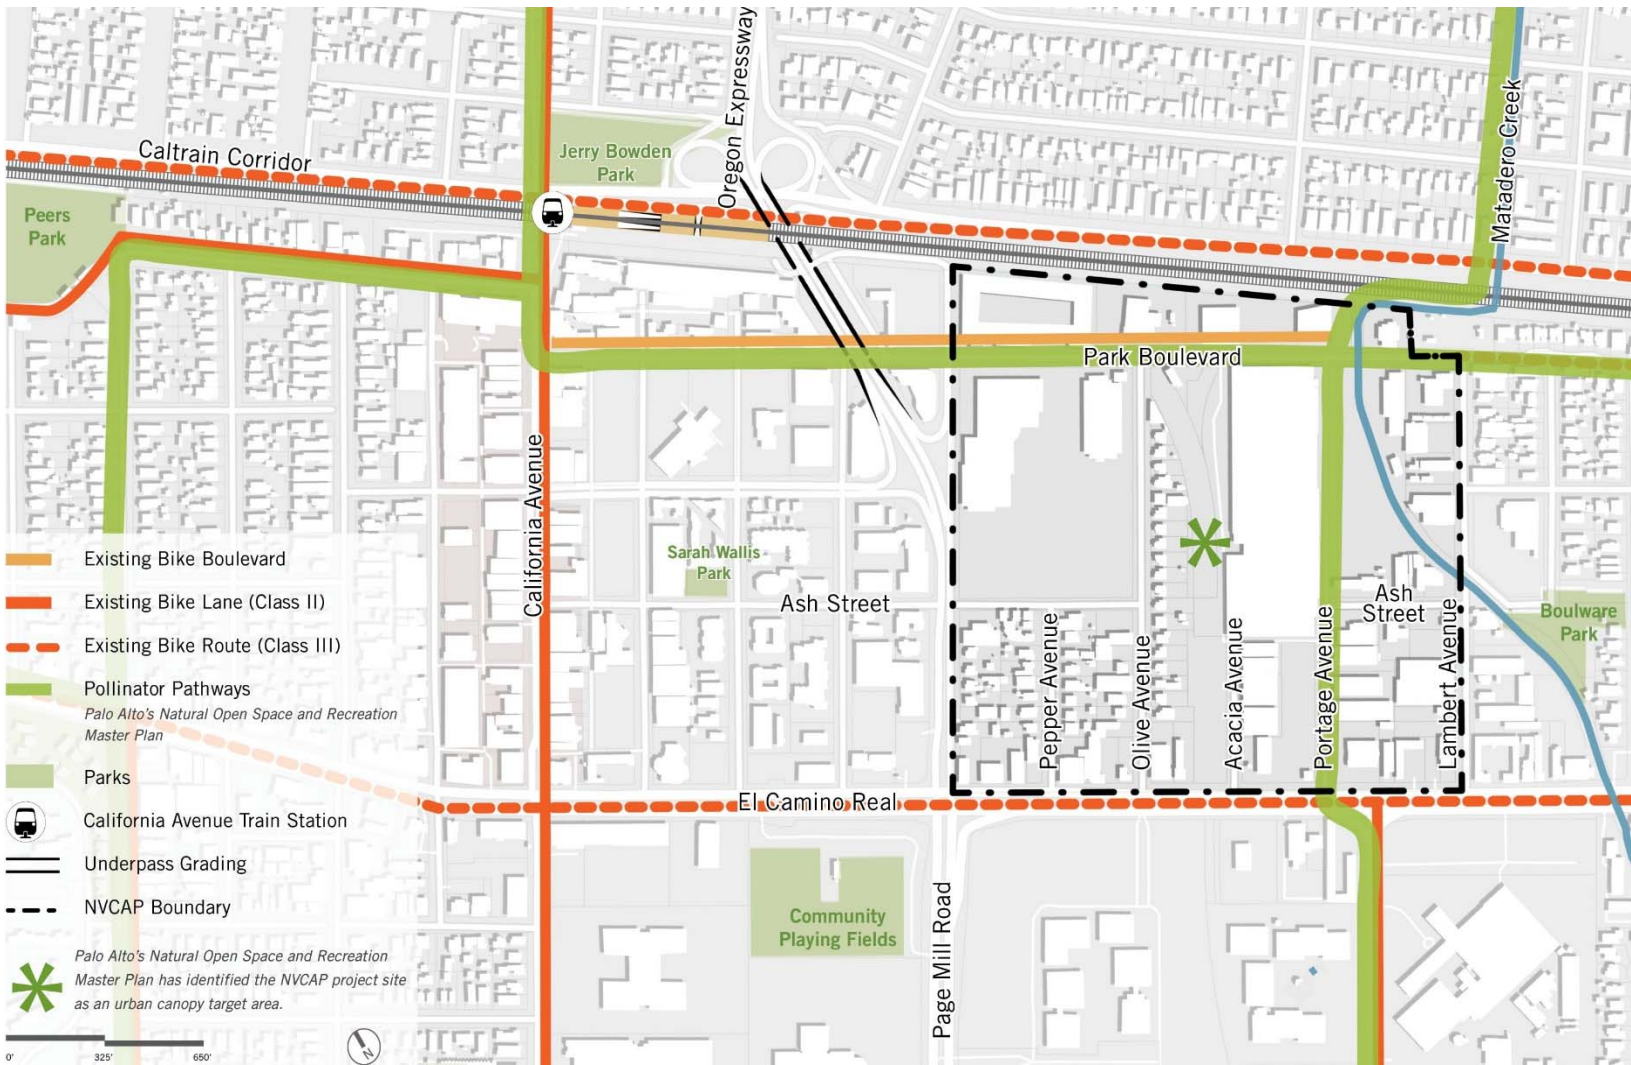 Caltrain Corridor
Peers
Park
Jerry Bowden
Park
Oregon Expressway
Matadero Creek
Park Boulevard
California Avenue
Sarah Wallis
Park
Ash Street
Pepper Avenue
Olive Avenue
Acacia Avenue
Portage Avenue
Ash
Street
Lambert Avenue
Boulware
Park
El Camino Real
Community
Playing Fields
Page Mill Road
Existing Bike Boulevard
Existing Bike Lane (Class II)
Existing Bike Route (Class III)
Pollinator Pathways
Palo Alto's Natural Open Space and Recreation
Master Plan
Parks
California Avenue Train Station
Underpass Grading
NVCAP Boundary
Palo Alto's Natural Open Space and Recreation
Master Plan has identified the NVCAP project site
as an urban canopy target area.
0' 325' 650'
N